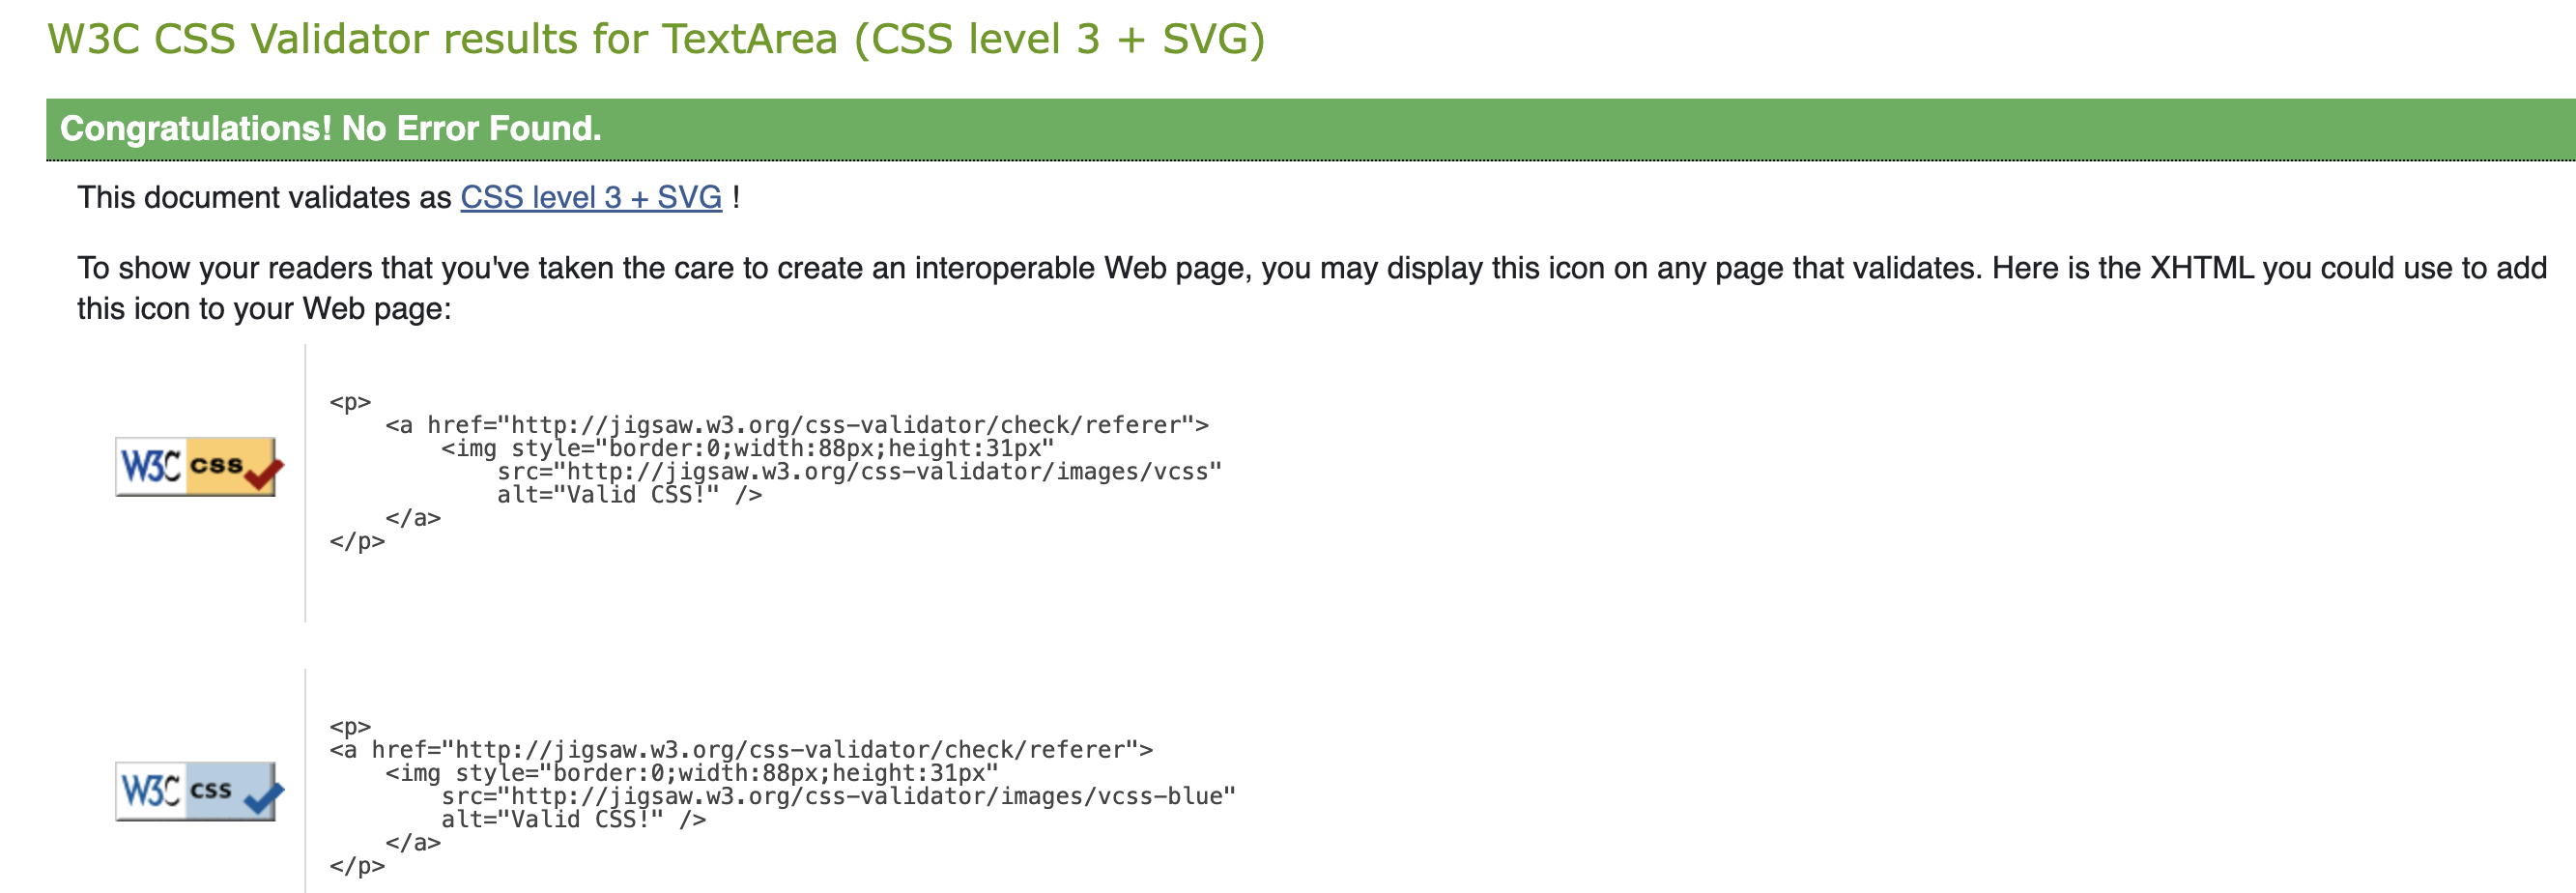 W3C CSS Validator results for TextArea (CSS level 3 + SVG)
Congratulations! No Error Found.
This document validates as CSS level 3 + SVG !
To show your readers that you've taken the care to create an interoperable Web page, you may display this icon on any page that validates. Here is the XHTML you could use to add
this icon to your Web page:
W3C css
<p>
    <a href="http://jigsaw.w3.org/css-validator/check/referer">
        <img style="border:0;width:88px;height:31px"
            src="http://jigsaw.w3.org/css-validator/images/vcss"
            alt="Valid CSS!" />
    </a>
</p>
W3C css
<p>
<a href="http://jigsaw.w3.org/css-validator/check/referer">
    <img style="border:0;width:88px;height:31px"
        src="http://jigsaw.w3.org/css-validator/images/vcss-blue"
        alt="Valid CSS!" />
    </a>
</p>